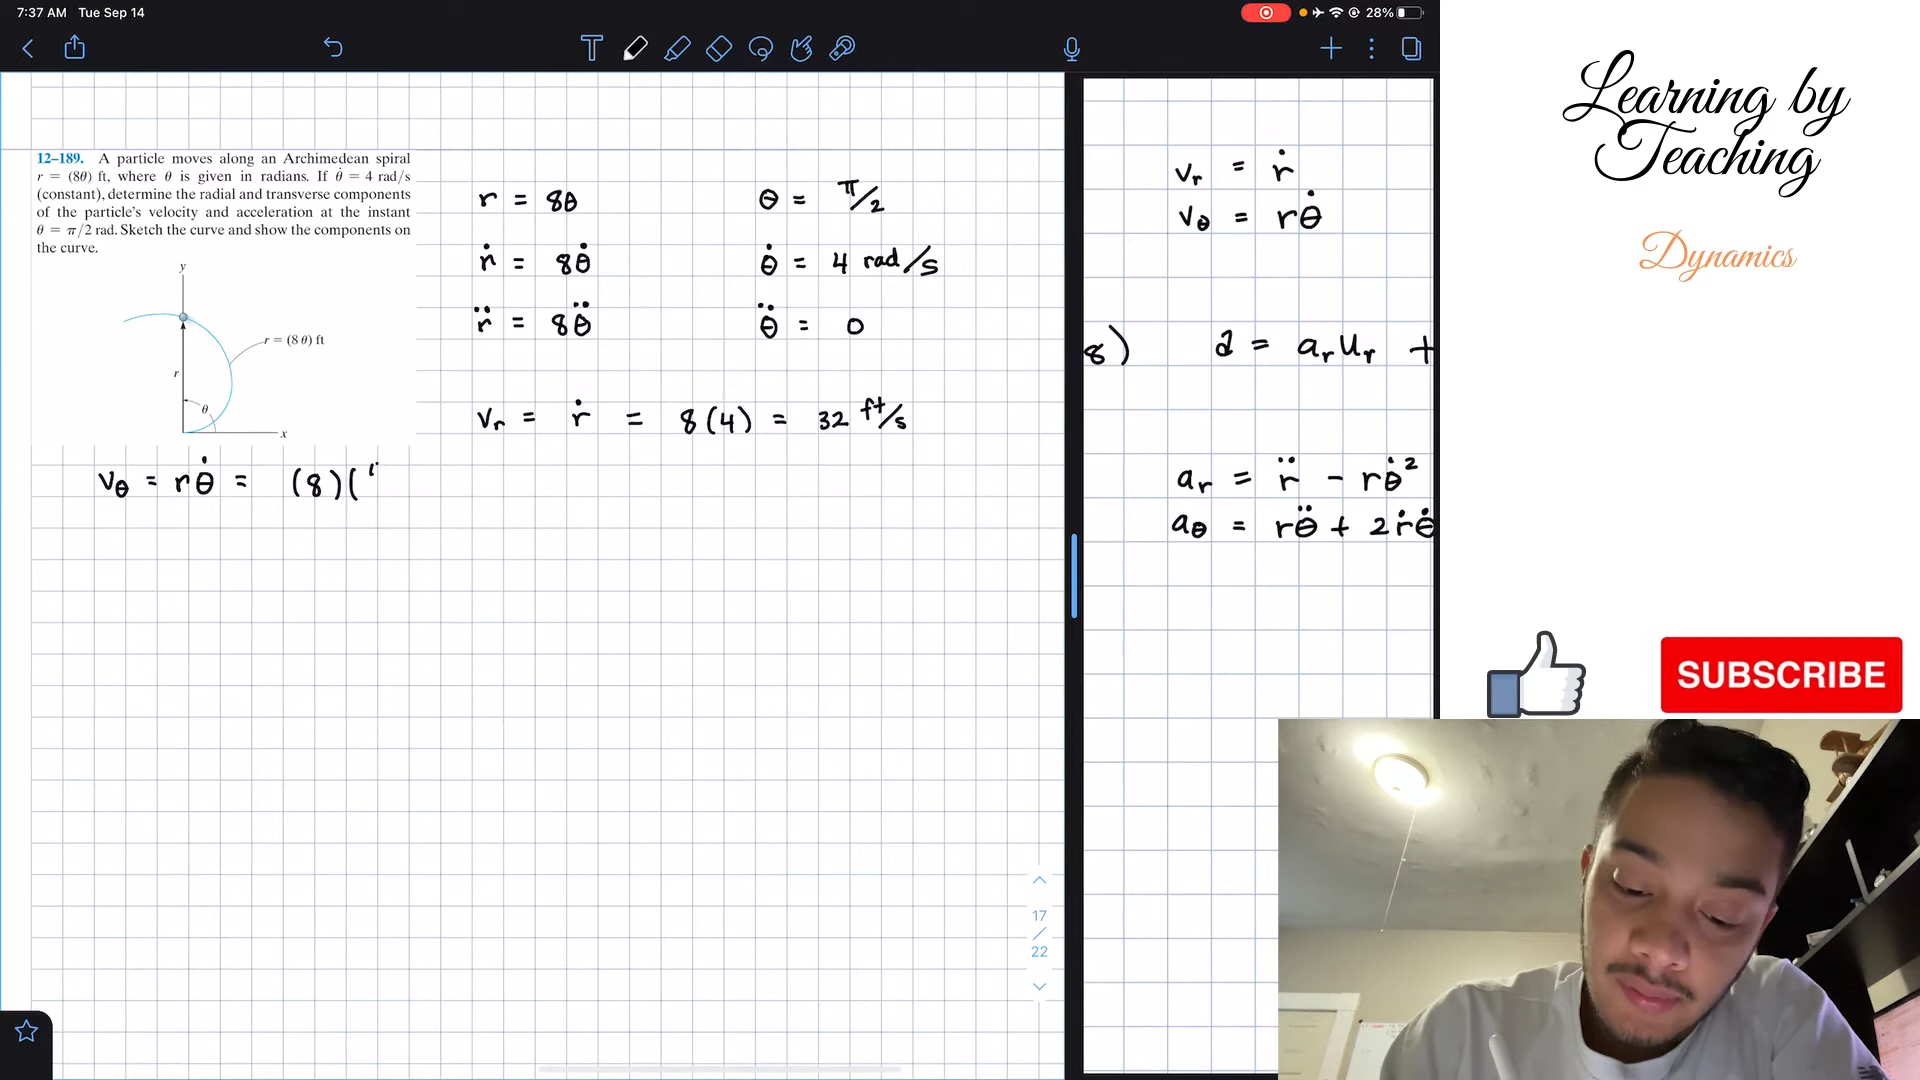 7:37 AM Tue Sep 14
28%
12–189. A particle moves along an Archimedean spiral
r = (8θ) ft, where θ is given in radians. If θ̇ = 4 rad/s
(constant), determine the radial and transverse components
of the particle's velocity and acceleration at the instant
θ = π/2 rad. Sketch the curve and show the components on
the curve.
y
r = (8 θ) ft
r
θ
x
r = 8θ
θ = π/2
ṙ = 8θ̇
θ̇ = 4 rad/s
r̈ = 8θ̈
θ̈ = 0
vr = ṙ = 8(4) = 32 ft/s
vθ = rθ̇ = (8)(
17
/
22
vr = ṙ
vθ = rθ̇
8) a = ar ur +
ar = r̈ - rθ̇²
aθ = rθ̈ + 2ṙθ̇
Learning by
Teaching
Dynamics
SUBSCRIBE